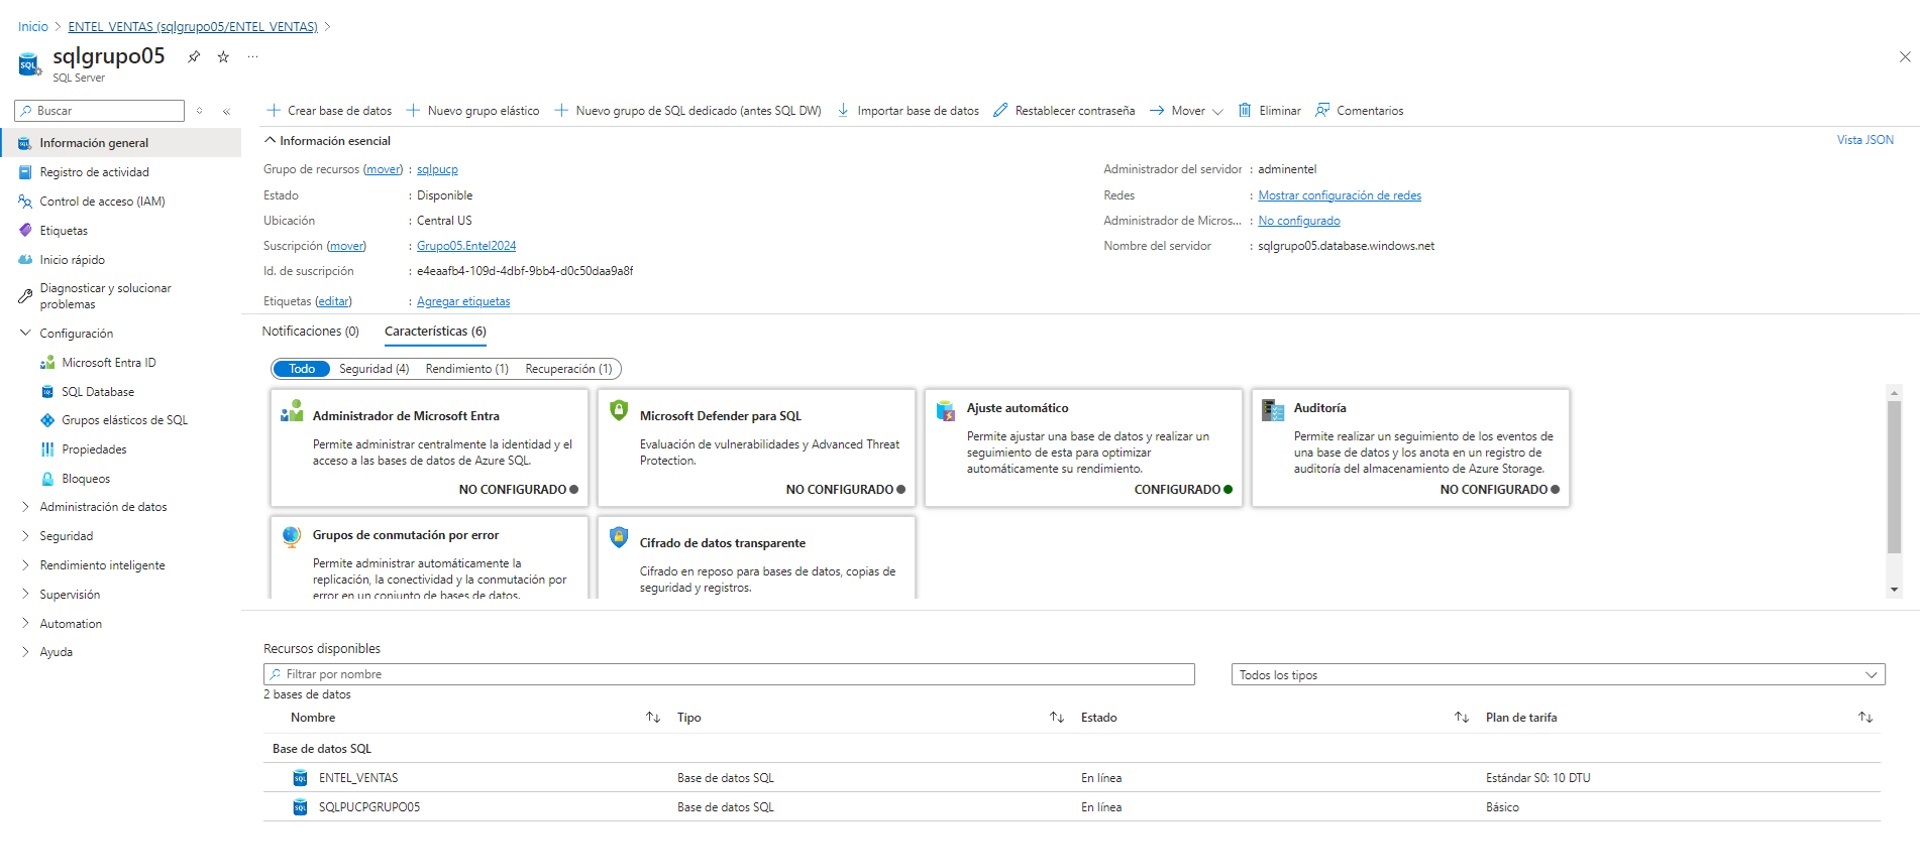 Inicio > ENTEL_VENTAS (sqlgrupo05/ENTEL_VENTAS) >
sqlgrupo05
SQL Server
Buscar
Información general
Registro de actividad
Control de acceso (IAM)
Etiquetas
Inicio rápido
Diagnosticar y solucionar
problemas
Configuración
Microsoft Entra ID
SQL Database
Grupos elásticos de SQL
Propiedades
Bloqueos
Administración de datos
Seguridad
Rendimiento inteligente
Supervisión
Automation
Ayuda
Crear base de datos Nuevo grupo elástico Nuevo grupo de SQL dedicado (antes SQL DW) Importar base de datos Restablecer contraseña Mover Eliminar Comentarios
Información esencial
Vista JSON
Grupo de recursos (mover) : sqlpucp
Estado : Disponible
Ubicación : Central US
Suscripción (mover) : Grupo05.Entel2024
Id. de suscripción : e4eaafb4-109d-4dbf-9bb4-d0c50daa9a8f
Etiquetas (editar) : Agregar etiquetas
Administrador del servidor : adminentel
Redes : Mostrar configuración de redes
Administrador de Micros... : No configurado
Nombre del servidor : sqlgrupo05.database.windows.net
Notificaciones (0) Características (6)
Todo Seguridad (4) Rendimiento (1) Recuperación (1)
Administrador de Microsoft Entra
Permite administrar centralmente la identidad y el
acceso a las bases de datos de Azure SQL.
NO CONFIGURADO
Microsoft Defender para SQL
Evaluación de vulnerabilidades y Advanced Threat
Protection.
NO CONFIGURADO
Ajuste automático
Permite ajustar una base de datos y realizar un
seguimiento de esta para optimizar
automáticamente su rendimiento.
CONFIGURADO
Auditoría
Permite realizar un seguimiento de los eventos de
una base de datos y los anota en un registro de
auditoría del almacenamiento de Azure Storage.
NO CONFIGURADO
Grupos de conmutación por error
Permite administrar automáticamente la
replicación, la conectividad y la conmutación por
error en un conjunto de bases de datos.
Cifrado de datos transparente
Cifrado en reposo para bases de datos, copias de
seguridad y registros.
Recursos disponibles
Filtrar por nombre
Todos los tipos
2 bases de datos
Nombre Tipo Estado Plan de tarifa
Base de datos SQL
ENTEL_VENTAS Base de datos SQL En línea Estándar S0: 10 DTU
SQLPUCPGRUPO05 Base de datos SQL En línea Básico